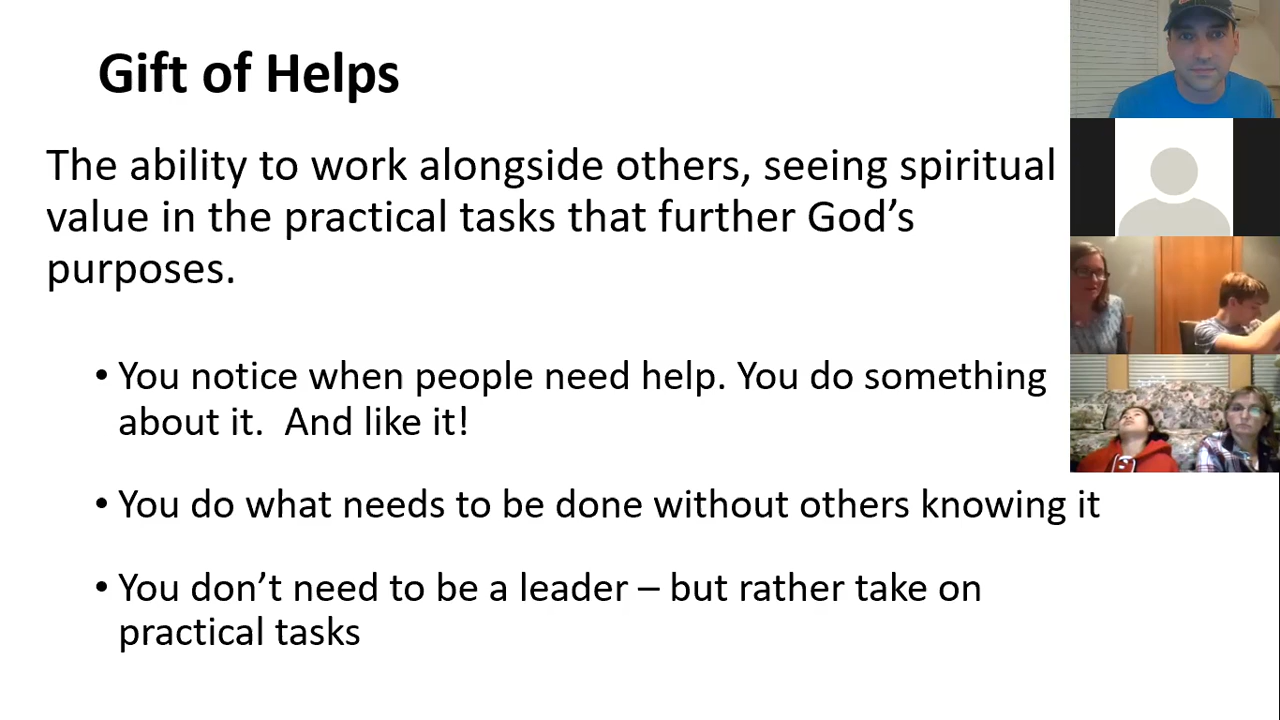 Gift of Helps
The ability to work alongside others, seeing spiritual
value in the practical tasks that further God’s
purposes.
• You notice when people need help. You do something
about it.  And like it!
• You do what needs to be done without others knowing it
• You don’t need to be a leader – but rather take on
practical tasks